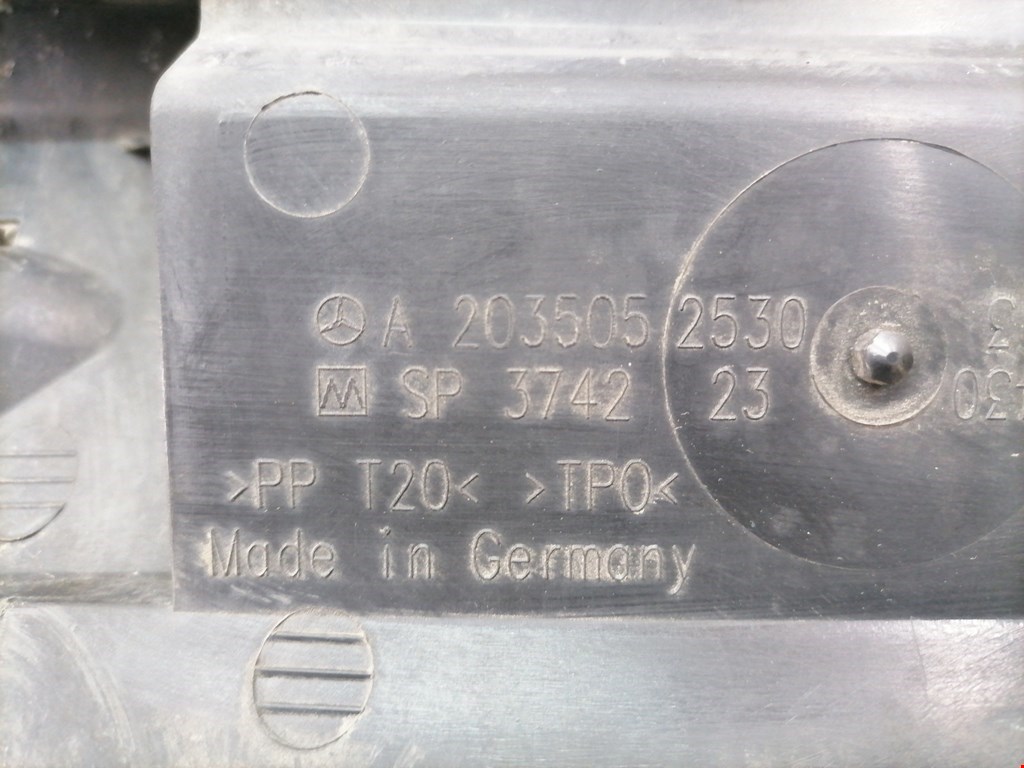 A 203505 2530
SP 3742 23
>PP T20< >TPO<
Made in Germany